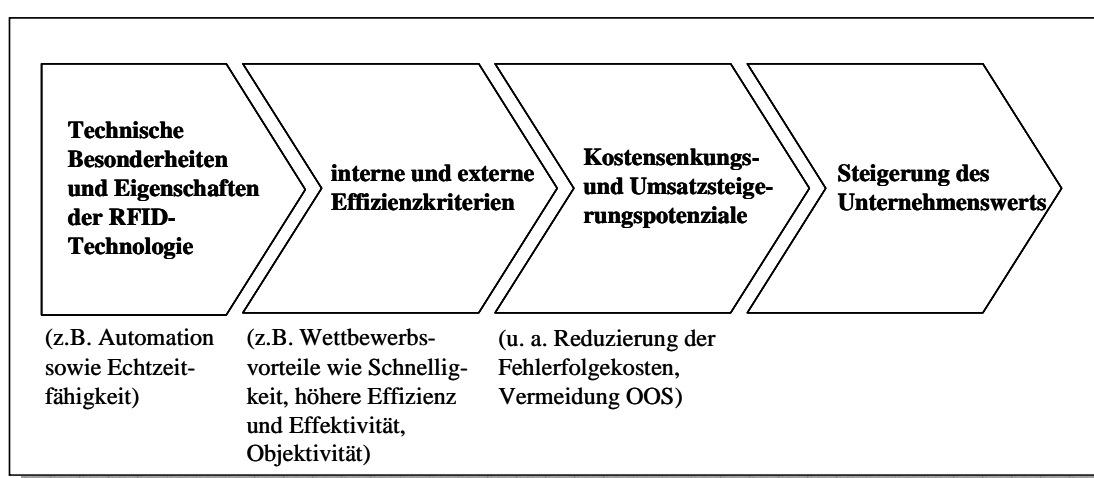 Technische
Besonderheiten
und Eigenschaften
der RFID-
Technologie
interne und externe
Effizienzkriterien
Kostensenkungs-
und Umsatzsteige-
rungspotenziale
Steigerung des
Unternehmenswerts
(z.B. Automation
sowie Echtzeit-
fähigkeit)
(z.B. Wettbewerbs-
vorteile wie Schnellig-
keit, höhere Effizienz
und Effektivität,
Objektivität)
(u. a. Reduzierung der
Fehlerfolgekosten,
Vermeidung OOS)